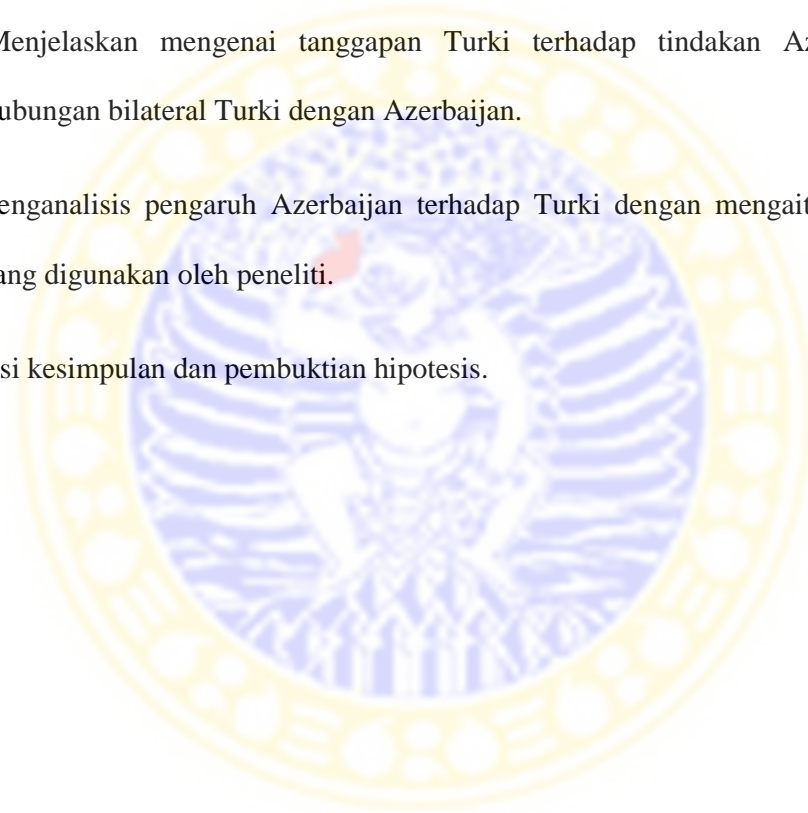 Menjelaskan mengenai tanggapan Turki terhadap tindakan Az
ubungan bilateral Turki dengan Azerbaijan.
enganalisis pengaruh Azerbaijan terhadap Turki dengan mengait
ang digunakan oleh peneliti.
si kesimpulan dan pembuktian hipotesis.